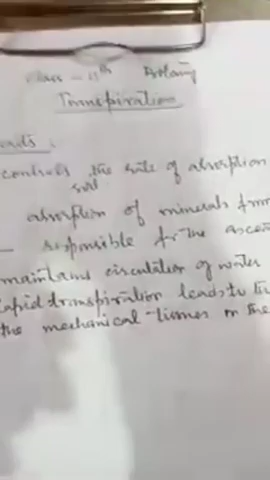 Class - 11th Botany
Transpiration
controls the rate of absorption
soil
absorption of minerals from
responsible for the ascent
maintains circulation of water
rapid transpiration leads to
the mechanical tissues in the